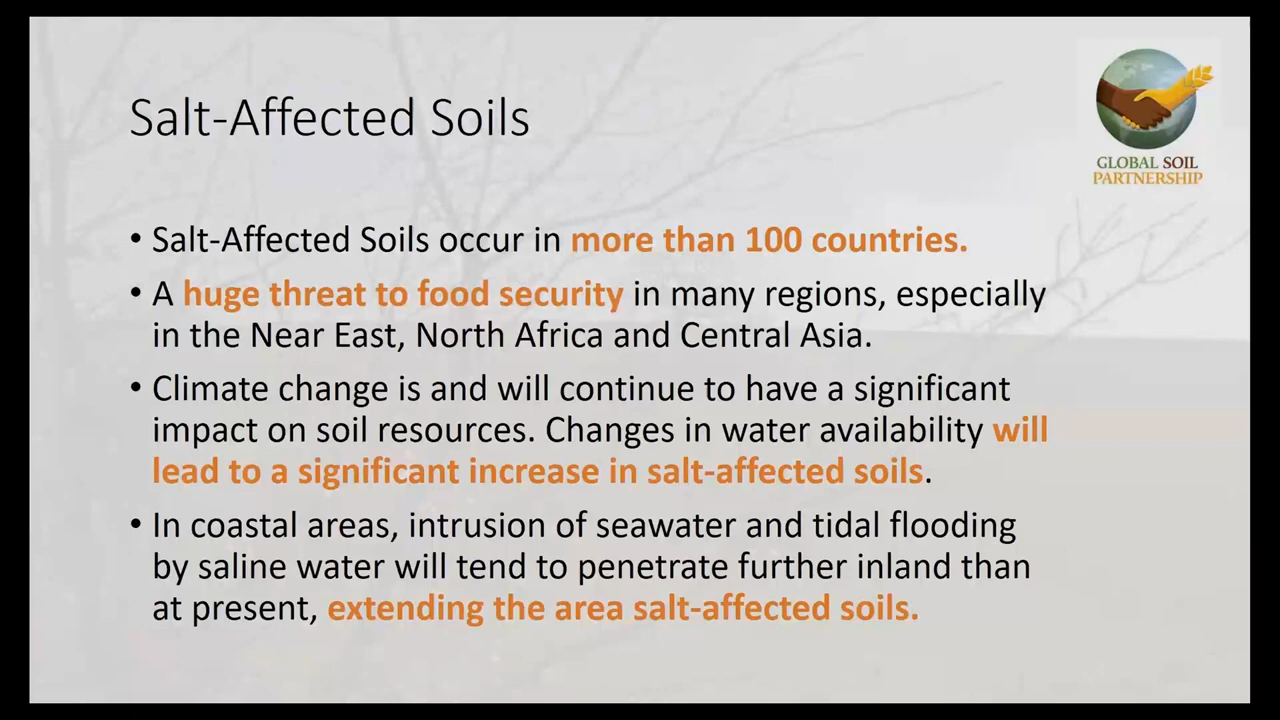 Salt-Affected Soils
GLOBAL SOIL
PARTNERSHIP
• Salt-Affected Soils occur in more than 100 countries.
• A huge threat to food security in many regions, especially
in the Near East, North Africa and Central Asia.
• Climate change is and will continue to have a significant
impact on soil resources. Changes in water availability will
lead to a significant increase in salt-affected soils.
• In coastal areas, intrusion of seawater and tidal flooding
by saline water will tend to penetrate further inland than
at present, extending the area salt-affected soils.